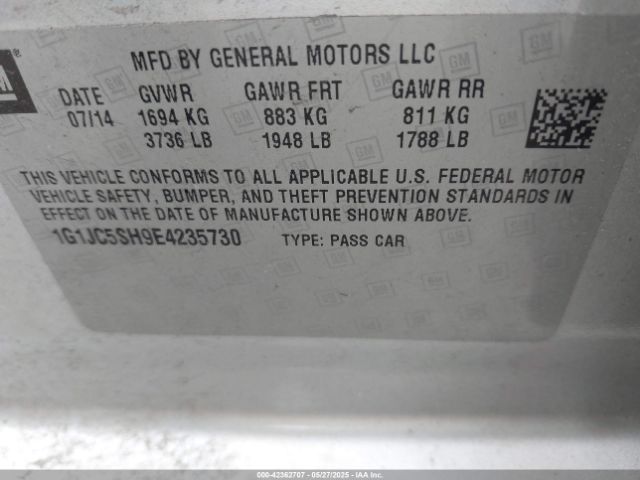 GM
MFD BY GENERAL MOTORS LLC
DATE GVWR GAWR FRT GAWR RR
07/14 1694 KG 883 KG 811 KG
3736 LB 1948 LB 1788 LB
THIS VEHICLE CONFORMS TO ALL APPLICABLE U.S. FEDERAL MOTOR
VEHICLE SAFETY, BUMPER, AND THEFT PREVENTION STANDARDS IN
EFFECT ON THE DATE OF MANUFACTURE SHOWN ABOVE.
1G1JC5SH9E4235730 TYPE: PASS CAR
000-42362707 - 05/27/2025 - IAAI.COM